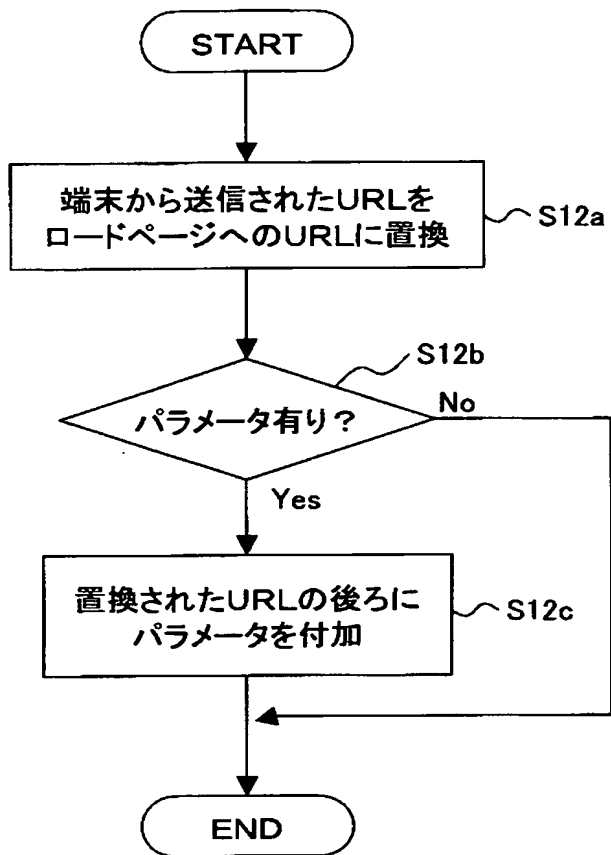 START
端末から送信されたURLを
ロードページへのURLに置換
S12a
S12b
パラメータ有り?
No
Yes
置換されたURLの後ろに
パラメータを付加
S12c
END